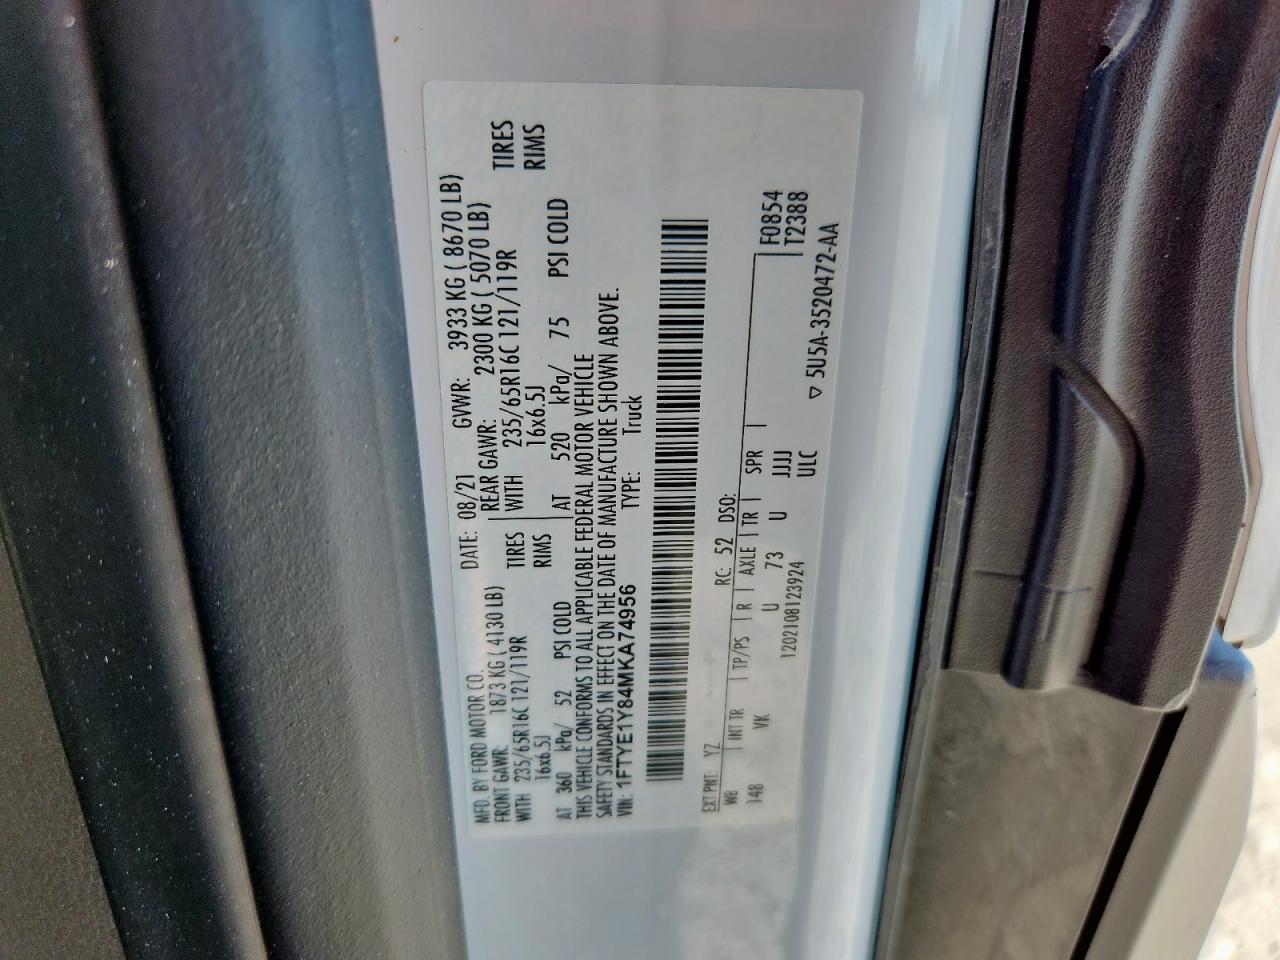 MFD. BY FORD MOTOR CO.
DATE: 08/21 GVWR: 3933 KG ( 8670 LB)
FRONT GAWR: 1873 KG ( 4130 LB) REAR GAWR: 2300 KG ( 5070 LB)
WITH 235/65R16C 121/119R TIRES WITH 235/65R16C 121/119R TIRES
16x6.5J RIMS 16x6.5J RIMS
AT 360 kPa/ 52 PSI COLD AT 520 kPa/ 75 PSI COLD
THIS VEHICLE CONFORMS TO ALL APPLICABLE FEDERAL MOTOR VEHICLE
SAFETY STANDARDS IN EFFECT ON THE DATE OF MANUFACTURE SHOWN ABOVE.
VIN: 1FTYE1Y84MKA74956 TYPE: Truck
EXT PNT: YZ RC: 52 DSO:
WB INT TR TP/PS R AXLE TR SPR F0854
148 VK U 73 U JJJJ T2388
1202108123924 ULC
▽ 5U5A-3520472-AA